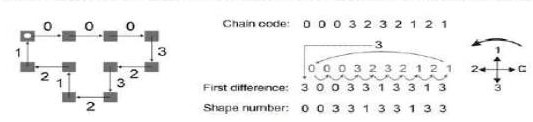 0 0 0
1 3
2 1 2 3
2
Chain code: 0 0 0 3 2 3 2 1 2 1
3
0 0 0 3 2 3 2 1 2 1
First difference: 3 0 0 3 3 1 3 3 1 3
Shape number: 0 0 3 3 1 3 3 1 3 3
1
2
3